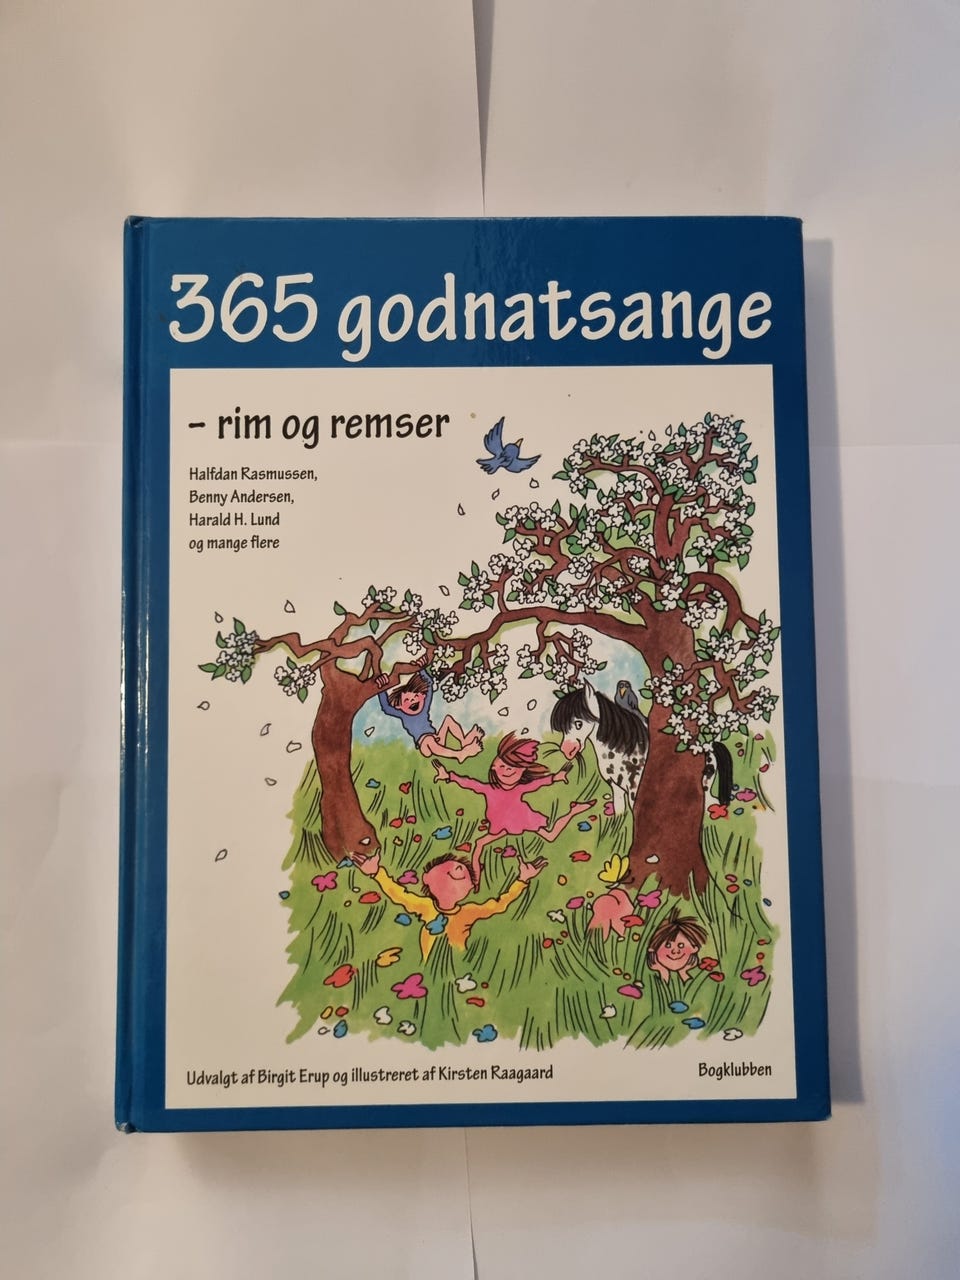 365 godnatsange
– rim og remser
Halfdan Rasmussen,
Benny Andersen,
Harald H. Lund
og mange flere
Udvalgt af Birgit Erup og illustreret af Kirsten Raagaard
Bogklubben